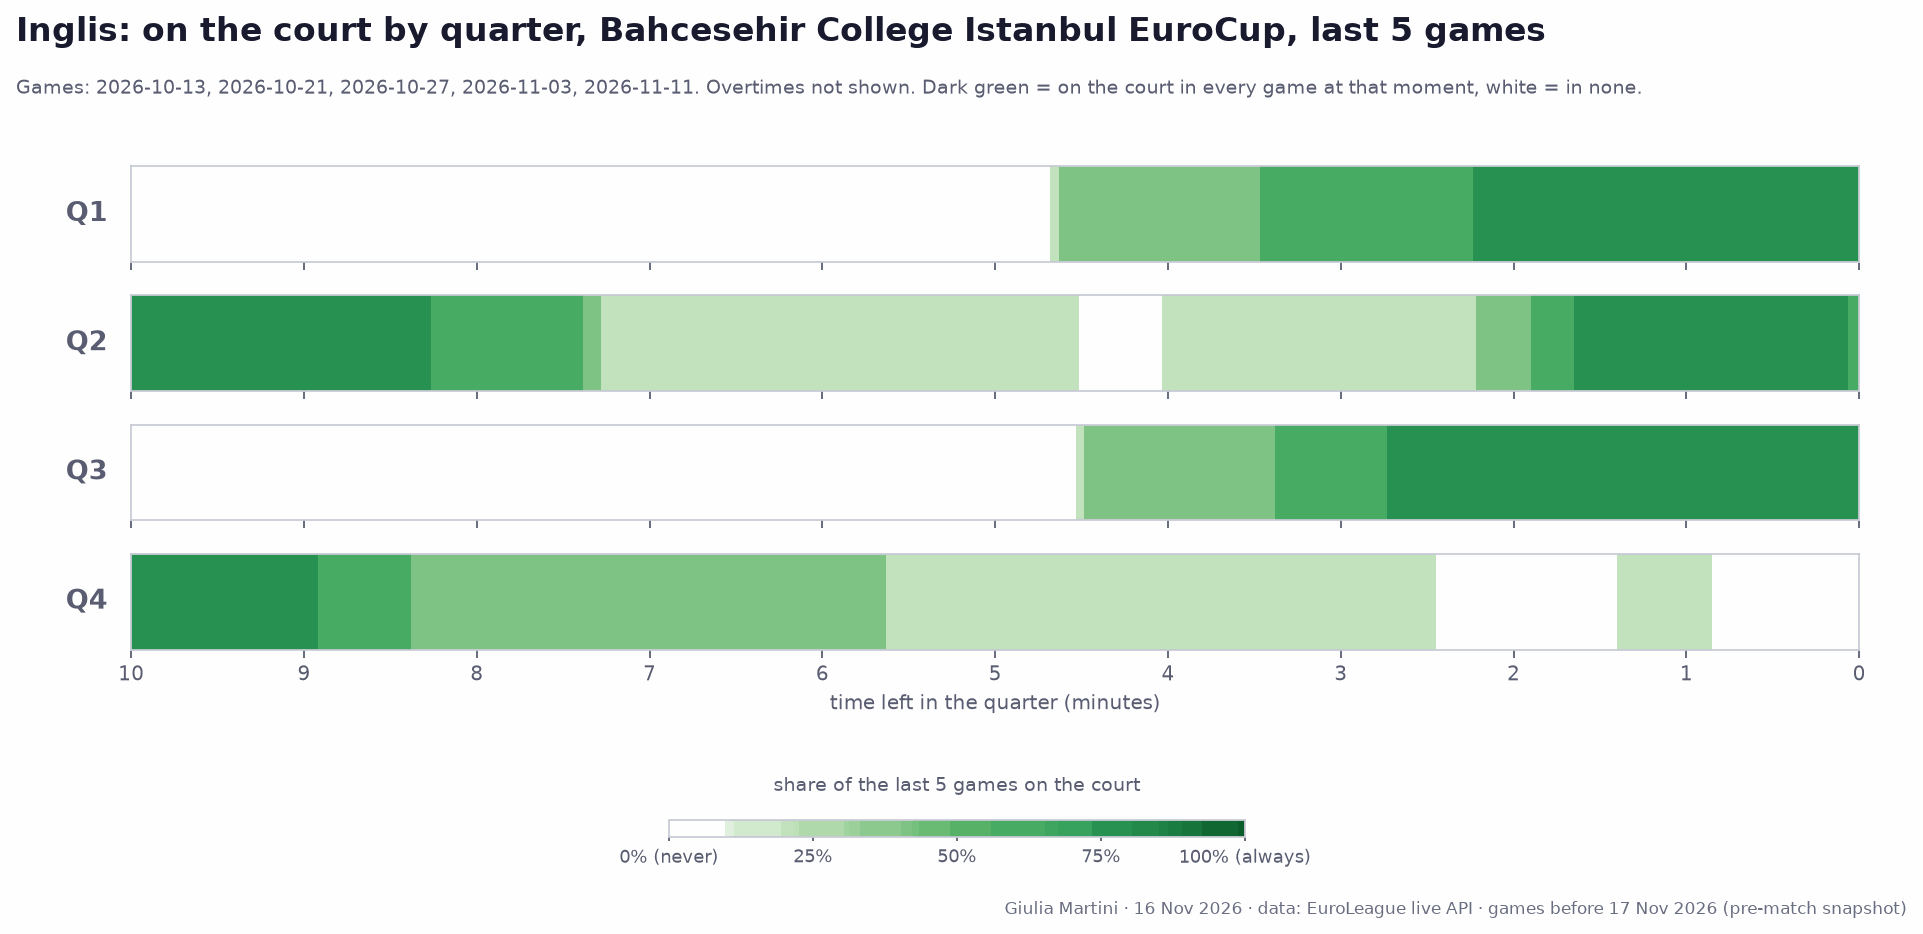 Inglis: on the court by quarter, Bahcesehir College Istanbul EuroCup, last 5 games
Games: 2026-10-13, 2026-10-21, 2026-10-27, 2026-11-03, 2026-11-11. Overtimes not shown. Dark green = on the court in every game at that moment, white = in none.
Q1
Q2
Q3
Q4
10 9 8 7 6 5 4 3 2 1 0
time left in the quarter (minutes)
share of the last 5 games on the court
0% (never) 25% 50% 75% 100% (always)
Giulia Martini · 16 Nov 2026 · data: EuroLeague live API · games before 17 Nov 2026 (pre-match snapshot)